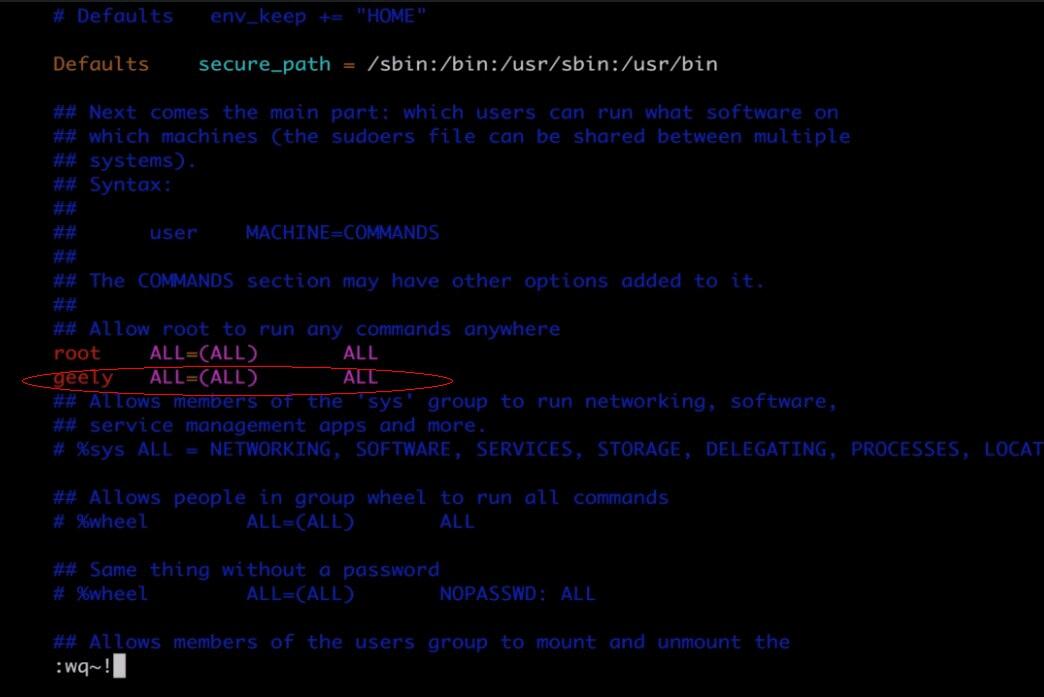 # Defaults   env_keep += "HOME"
Defaults    secure_path = /sbin:/bin:/usr/sbin:/usr/bin
## Next comes the main part: which users can run what software on
## which machines (the sudoers file can be shared between multiple
## systems).
## Syntax:
##
##      user    MACHINE=COMMANDS
##
## The COMMANDS section may have other options added to it.
##
## Allow root to run any commands anywhere
root    ALL=(ALL)       ALL
geely   ALL=(ALL)       ALL
## Allows members of the 'sys' group to run networking, software,
## service management apps and more.
# %sys ALL = NETWORKING, SOFTWARE, SERVICES, STORAGE, DELEGATING, PROCESSES, LOCAT
## Allows people in group wheel to run all commands
# %wheel        ALL=(ALL)       ALL
## Same thing without a password
# %wheel        ALL=(ALL)       NOPASSWD: ALL
## Allows members of the users group to mount and unmount the
:wq~!